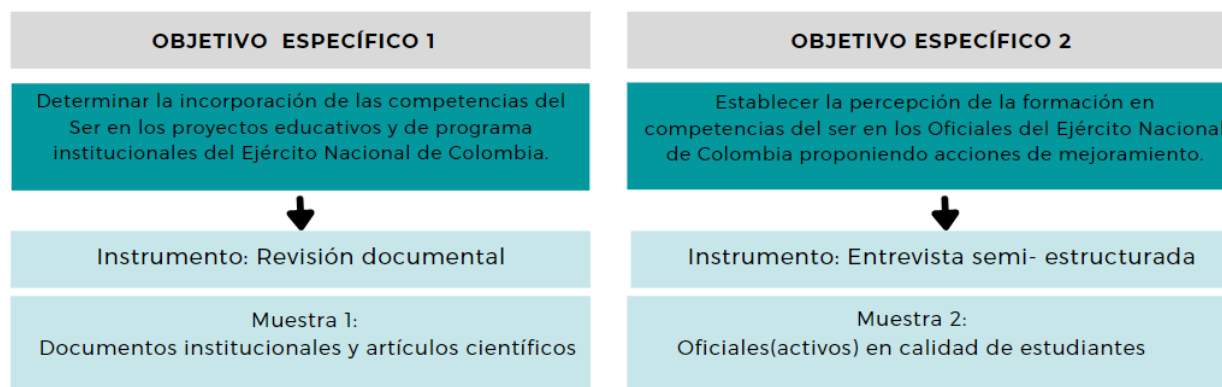 OBJETIVO ESPECÍFICO 1
Determinar la incorporación de las competencias del
Ser en los proyectos educativos y de programa
institucionales del Ejército Nacional de Colombia.
Instrumento: Revisión documental
Muestra 1:
Documentos institucionales y artículos científicos
OBJETIVO ESPECÍFICO 2
Establecer la percepción de la formación en
competencias del ser en los Oficiales del Ejército Nacional
de Colombia proponiendo acciones de mejoramiento.
Instrumento: Entrevista semi- estructurada
Muestra 2:
Oficiales(activos) en calidad de estudiantes